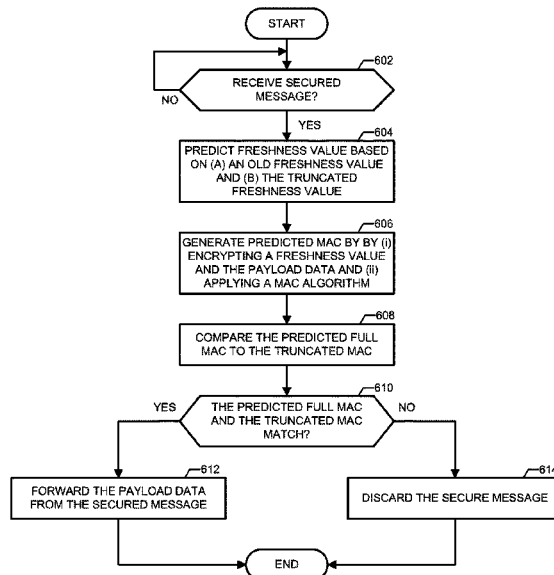 START
602
RECEIVE SECURED
MESSAGE?
NO
YES
604
PREDICT FRESHNESS VALUE BASED
ON (A) AN OLD FRESHNESS VALUE
AND (B) THE TRUNCATED
FRESHNESS VALUE
606
GENERATE PREDICTED MAC BY BY (i)
ENCRYPTING A FRESHNESS VALUE
AND THE PAYLOAD DATA AND (ii)
APPLYING A MAC ALGORITHM
608
COMPARE THE PREDICTED FULL
MAC TO THE TRUNCATED MAC
610
YES
THE PREDICTED FULL MAC
AND THE TRUNCATED MAC
MATCH?
NO
612
FORWARD THE PAYLOAD DATA
FROM THE SECURED MESSAGE
614
DISCARD THE SECURE MESSAGE
END